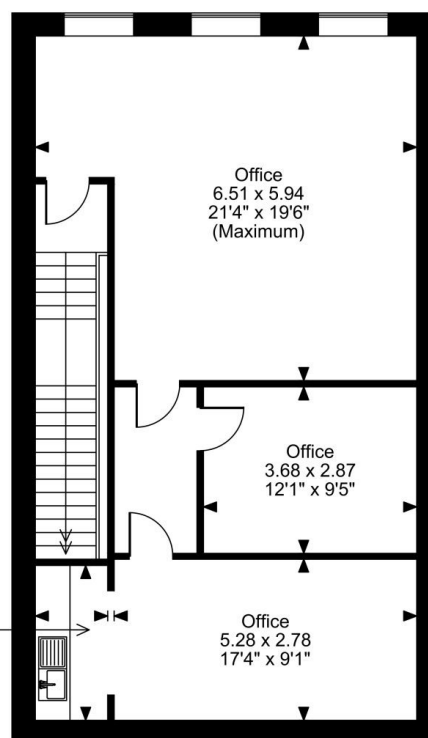 Office
6.51 x 5.94
21'4" x 19'6"
(Maximum)
Office
3.68 x 2.87
12'1" x 9'5"
Office
5.28 x 2.78
17'4" x 9'1"